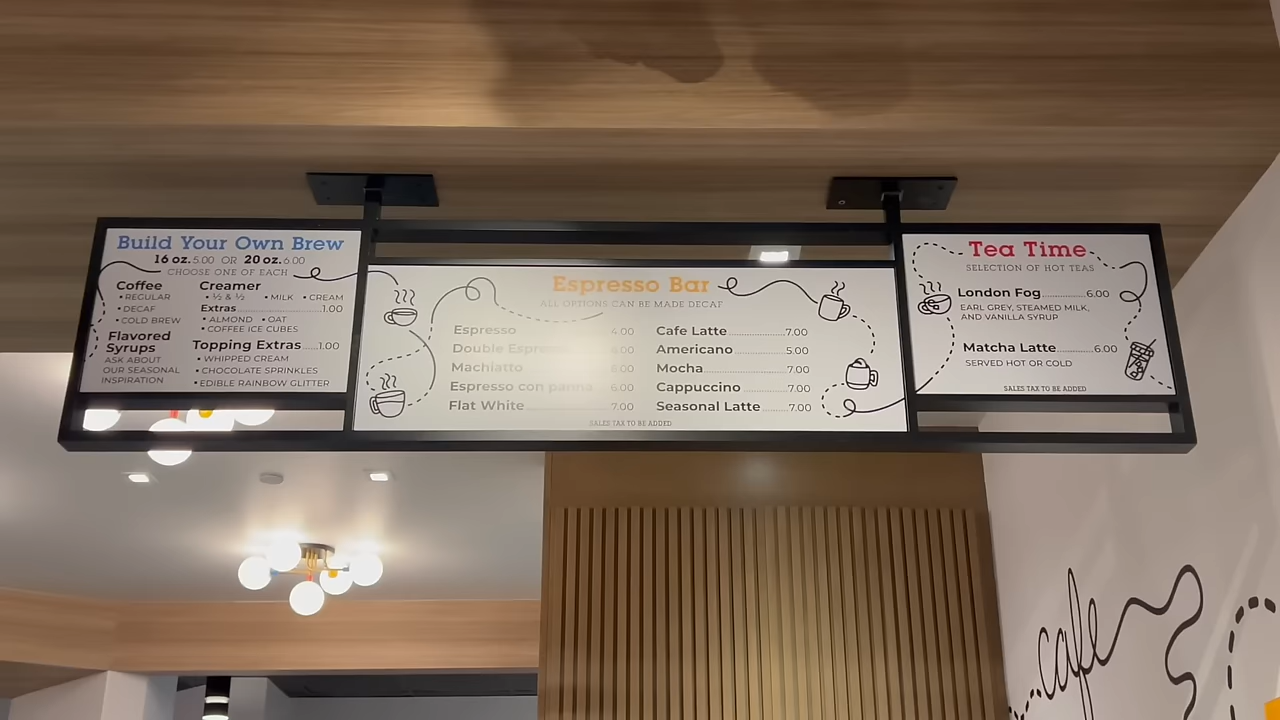 Build Your Own Brew
16 oz. 5.00 OR 20 oz. 6.00
CHOOSE ONE OF EACH
Coffee
• REGULAR
• DECAF
• COLD BREW
Flavored
Syrups
ASK ABOUT
OUR SEASONAL
INSPIRATION
Creamer
• ½ & ½ • MILK • CREAM
Extras 1.00
• ALMOND • OAT
• COFFEE ICE CUBES
Topping Extras 1.00
• WHIPPED CREAM
• CHOCOLATE SPRINKLES
• EDIBLE RAINBOW GLITTER
Espresso Bar
ALL OPTIONS CAN BE MADE DECAF
Espresso 4.00
Double Espresso
Machiatto
Espresso con panna 6.00
Flat White 7.00
Cafe Latte 7.00
Americano 5.00
Mocha 7.00
Cappuccino 7.00
Seasonal Latte 7.00
SALES TAX TO BE ADDED
Tea Time
SELECTION OF HOT TEAS
London Fog 6.00
EARL GREY, STEAMED MILK,
AND VANILLA SYRUP
Matcha Latte 6.00
SERVED HOT OR COLD
SALES TAX TO BE ADDED
cafe